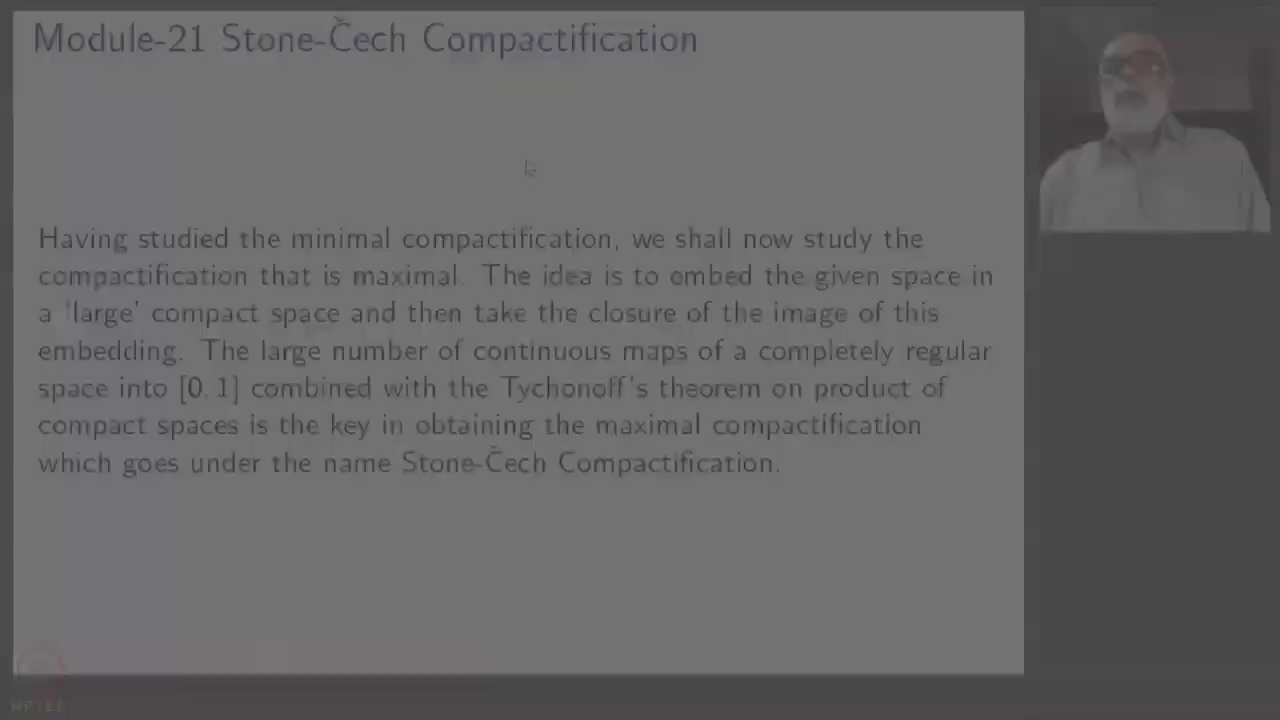 Module-21 Stone-Čech Compactification
Having studied the minimal compactification, we shall now study the
compactification that is maximal. The idea is to embed the given space in
a 'large' compact space and then take the closure of the image of this
embedding. The large number of continuous maps of a completely regular
space into [0, 1] combined with the Tychonoff's theorem on product of
compact spaces is the key in obtaining the maximal compactification
which goes under the name Stone-Čech Compactification.
NPTEL